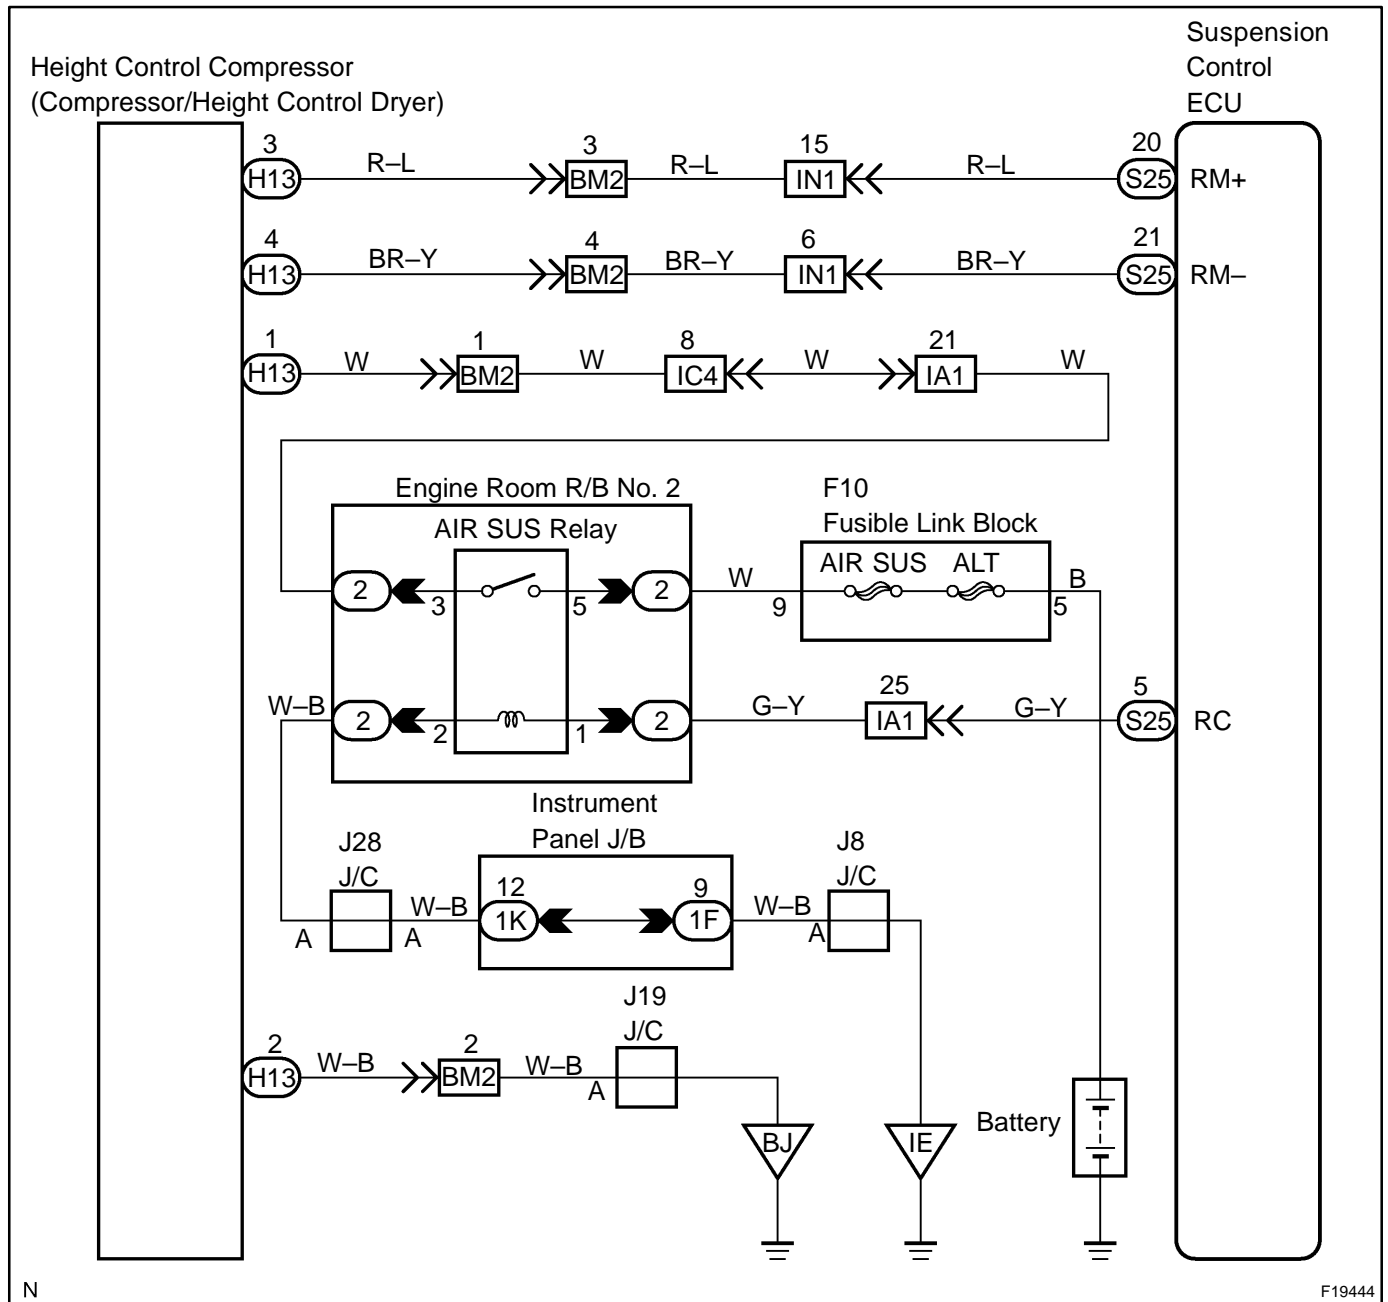 Suspension
Control
ECU
Height Control Compressor
(Compressor/Height Control Dryer)
3 3 15 20
H13 R–L BM2 R–L IN1 R–L S25 RM+
4 4 6 21
H13 BR–Y BM2 BR–Y IN1 BR–Y S25 RM–
1 1 8 21
H13 W BM2 W IC4 W IA1 W
Engine Room R/B No. 2 F10
AIR SUS Relay Fusible Link Block
AIR SUS ALT
2 3 5 2 W 9 B 5
25 5
W–B 2 2 1 2 G–Y IA1 G–Y S25 RC
Instrument
Panel J/B
J28 J8
J/C J/C
12 9
A A W–B 1K 1F W–B A
J19
J/C
2 2
H13 W–B BM2 W–B A
BJ IE Battery
N F19444